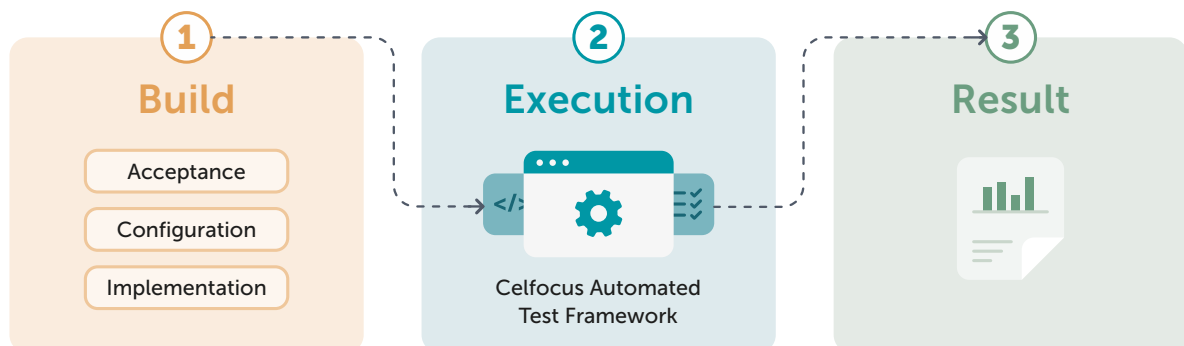 1
Build
Acceptance
Configuration
Implementation
2
Execution
</>
Celfocus Automated
Test Framework
3
Result